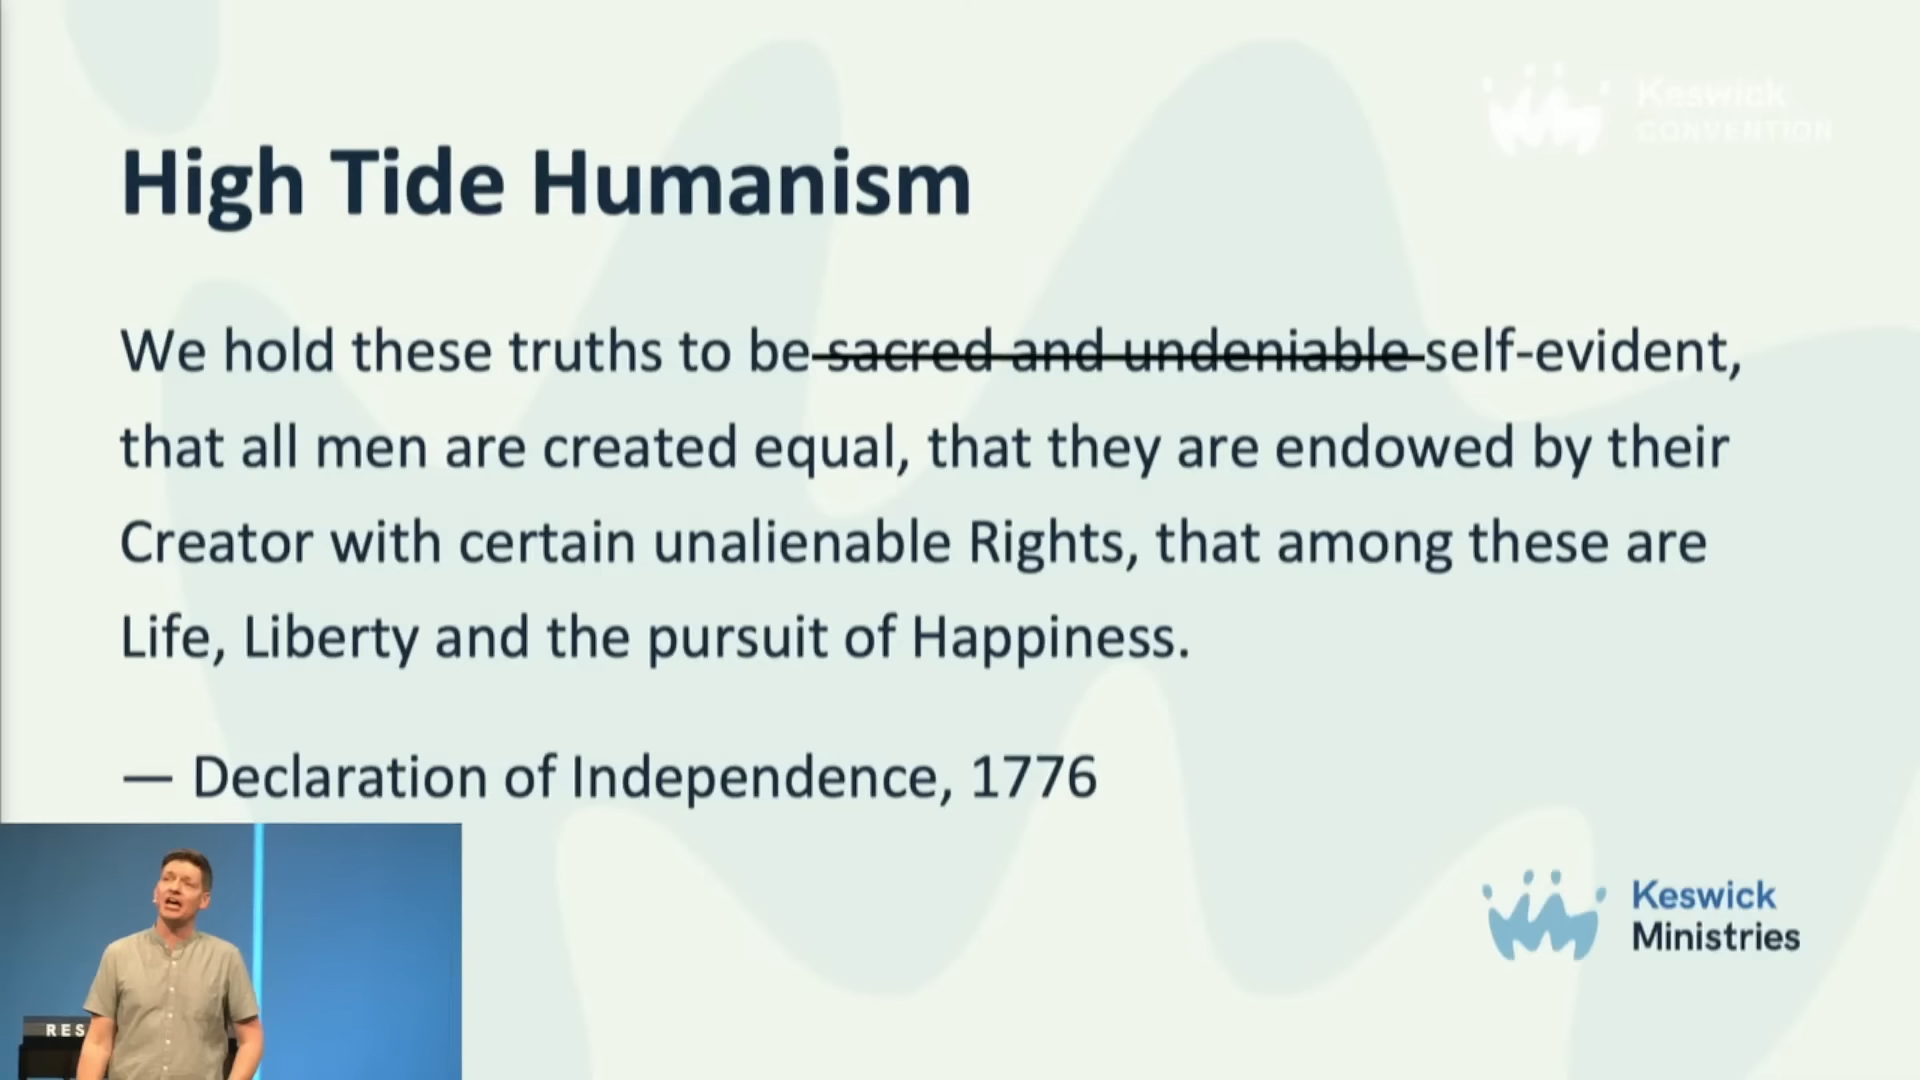 Keswick
CONVENTION
High Tide Humanism
We hold these truths to be sacred and undeniable self-evident,
that all men are created equal, that they are endowed by their
Creator with certain unalienable Rights, that among these are
Life, Liberty and the pursuit of Happiness.
— Declaration of Independence, 1776
Keswick
Ministries
RES